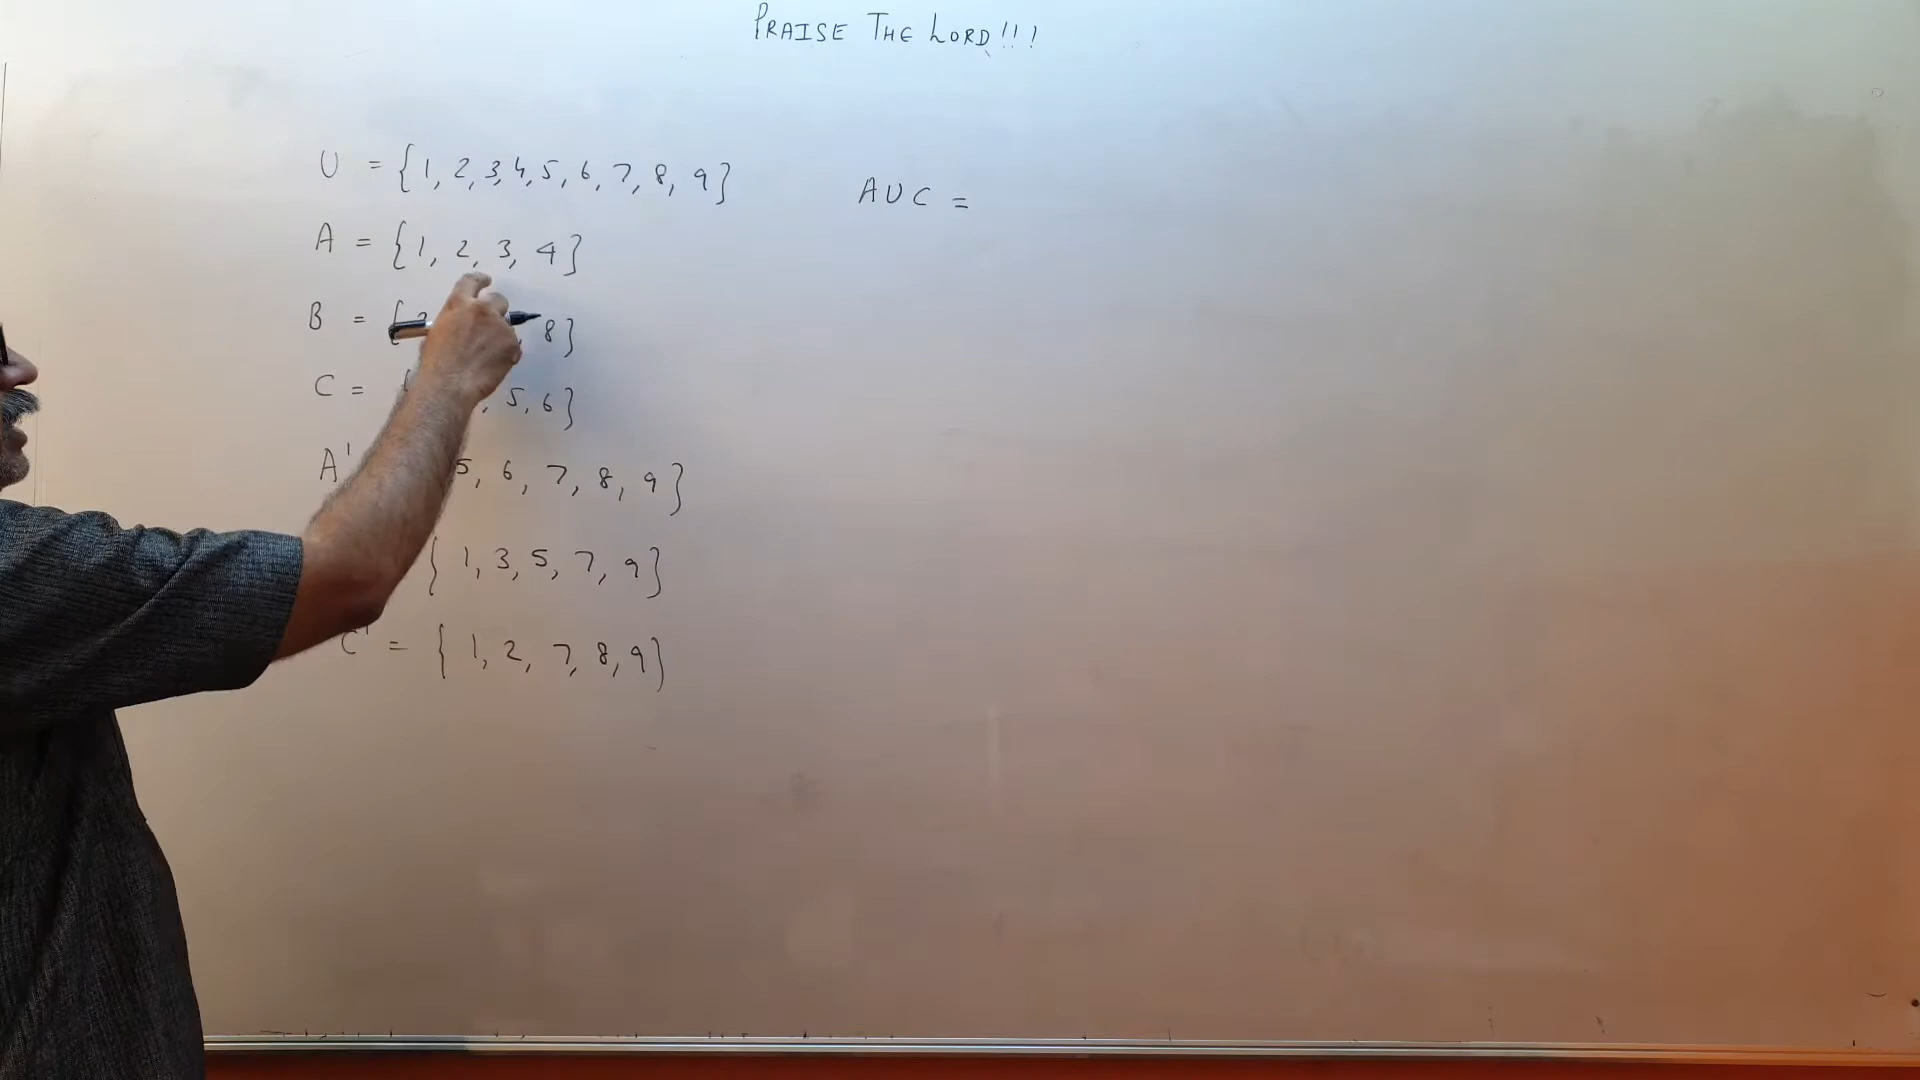 PRAISE THE LORD!!!
U = {1, 2, 3, 4, 5, 6, 7, 8, 9}
A U C =
A = {1, 2, 3, 4}
B = { 8}
C = , 5, 6}
A' 5, 6, 7, 8, 9}
{ 1, 3, 5, 7, 9}
C' = { 1, 2, 7, 8, 9}